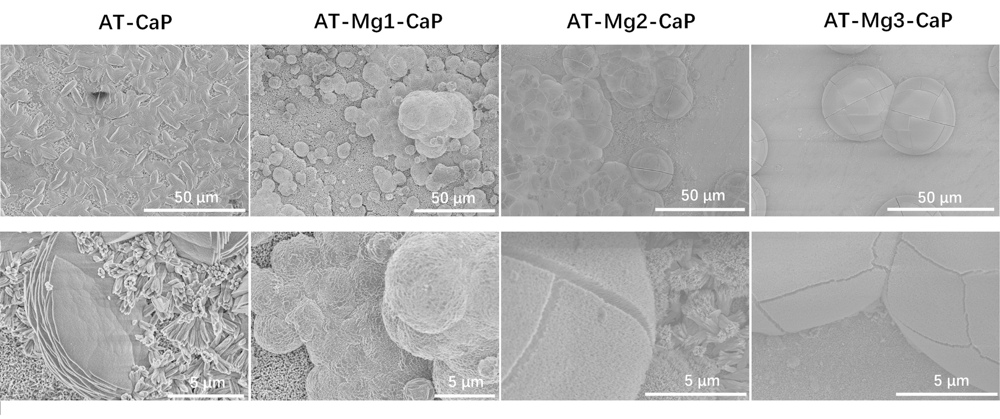 AT-CaP
AT-Mg1-CaP
AT-Mg2-CaP
AT-Mg3-CaP
50 μm
50 μm
50 μm
50 μm
5 μm
5 μm
5 μm
5 μm